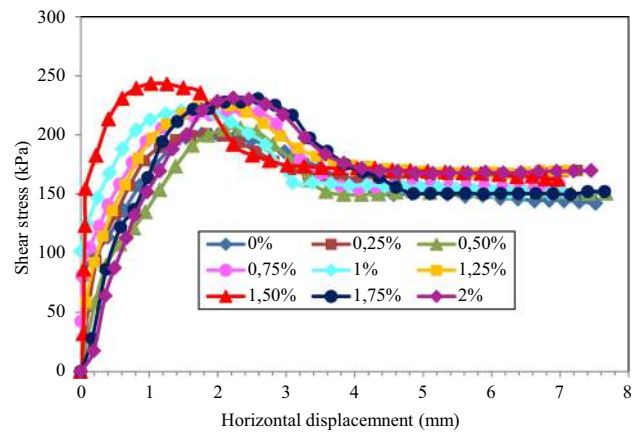 300
250
200
150
100
50
0
Shear stress (kPa)
0% 0,25% 0,50%
0,75% 1% 1,25%
1,50% 1,75% 2%
0 1 2 3 4 5 6 7 8
Horizontal displacemnent (mm)